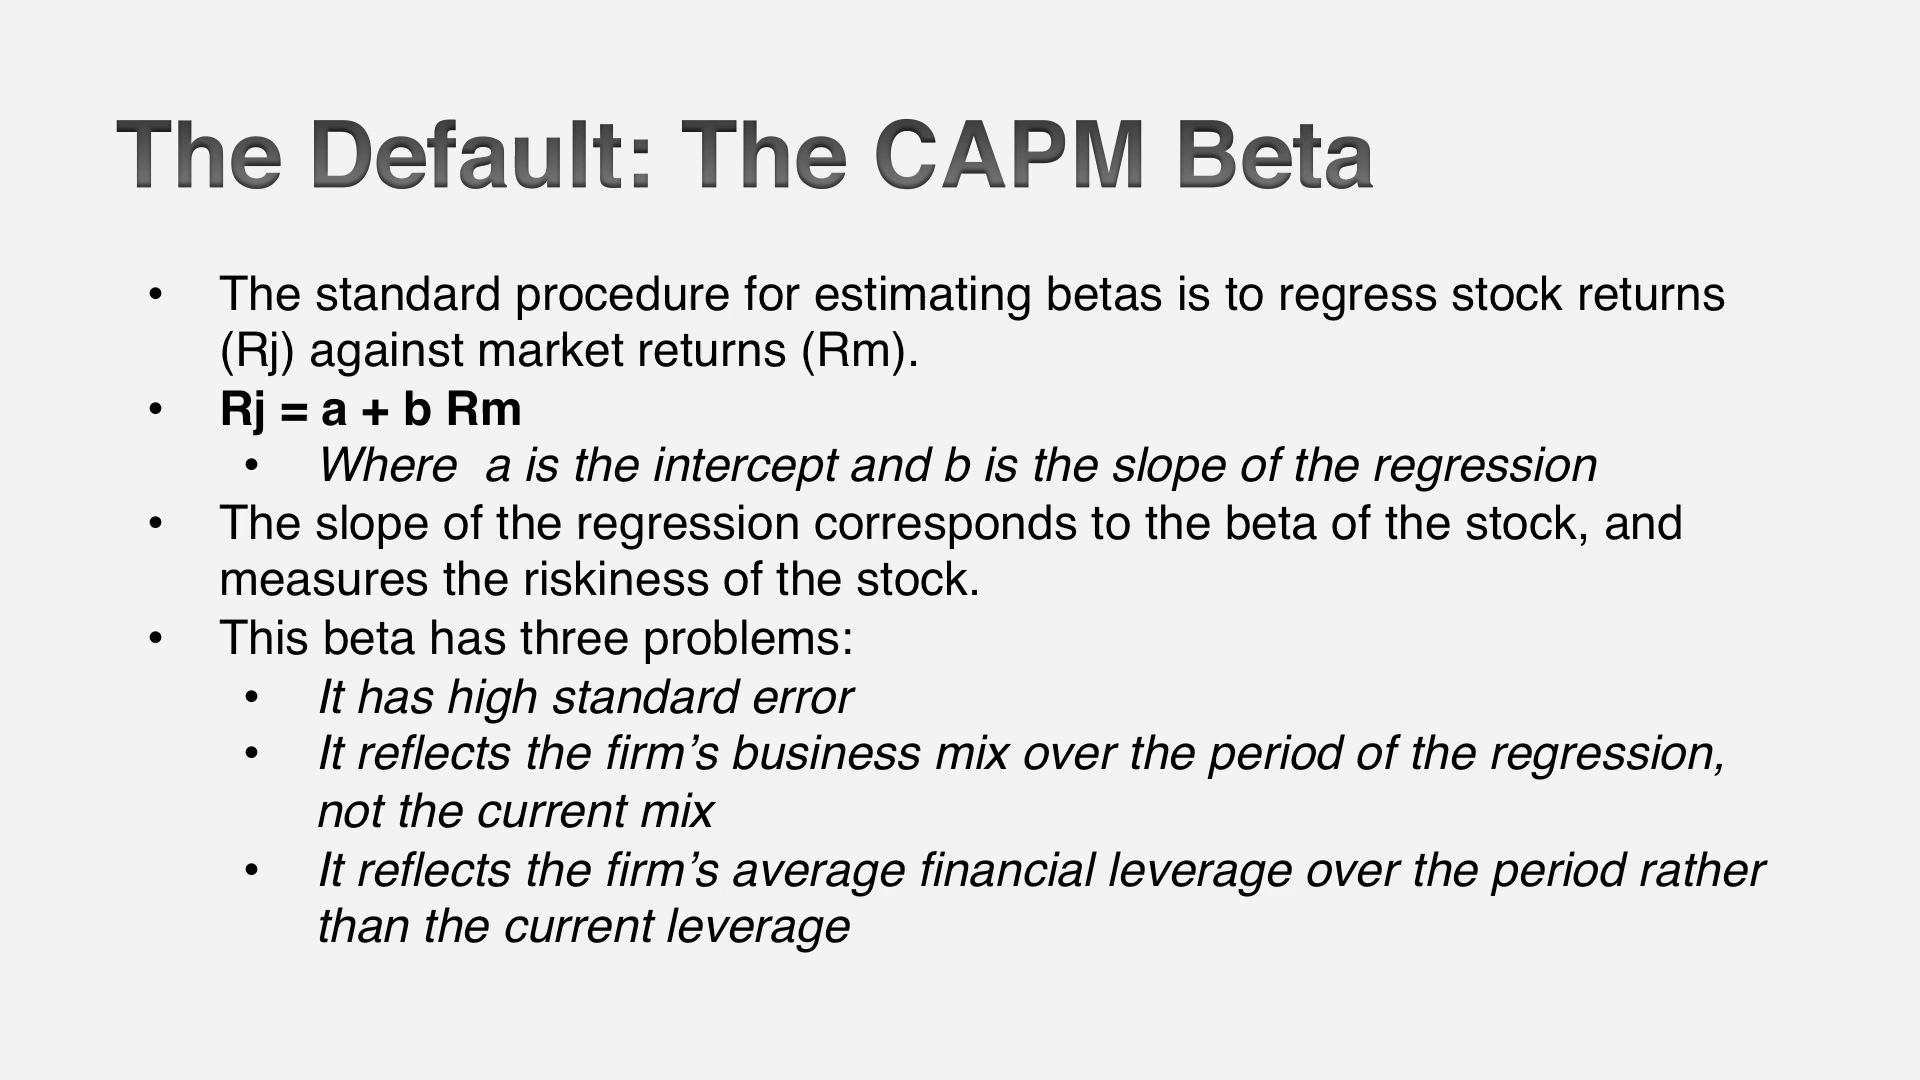 The Default: The CAPM Beta
• The standard procedure for estimating betas is to regress stock returns
(Rj) against market returns (Rm).
• Rj = a + b Rm
• Where  a is the intercept and b is the slope of the regression
• The slope of the regression corresponds to the beta of the stock, and
measures the riskiness of the stock.
• This beta has three problems:
• It has high standard error
• It reflects the firm’s business mix over the period of the regression,
not the current mix
• It reflects the firm’s average financial leverage over the period rather
than the current leverage